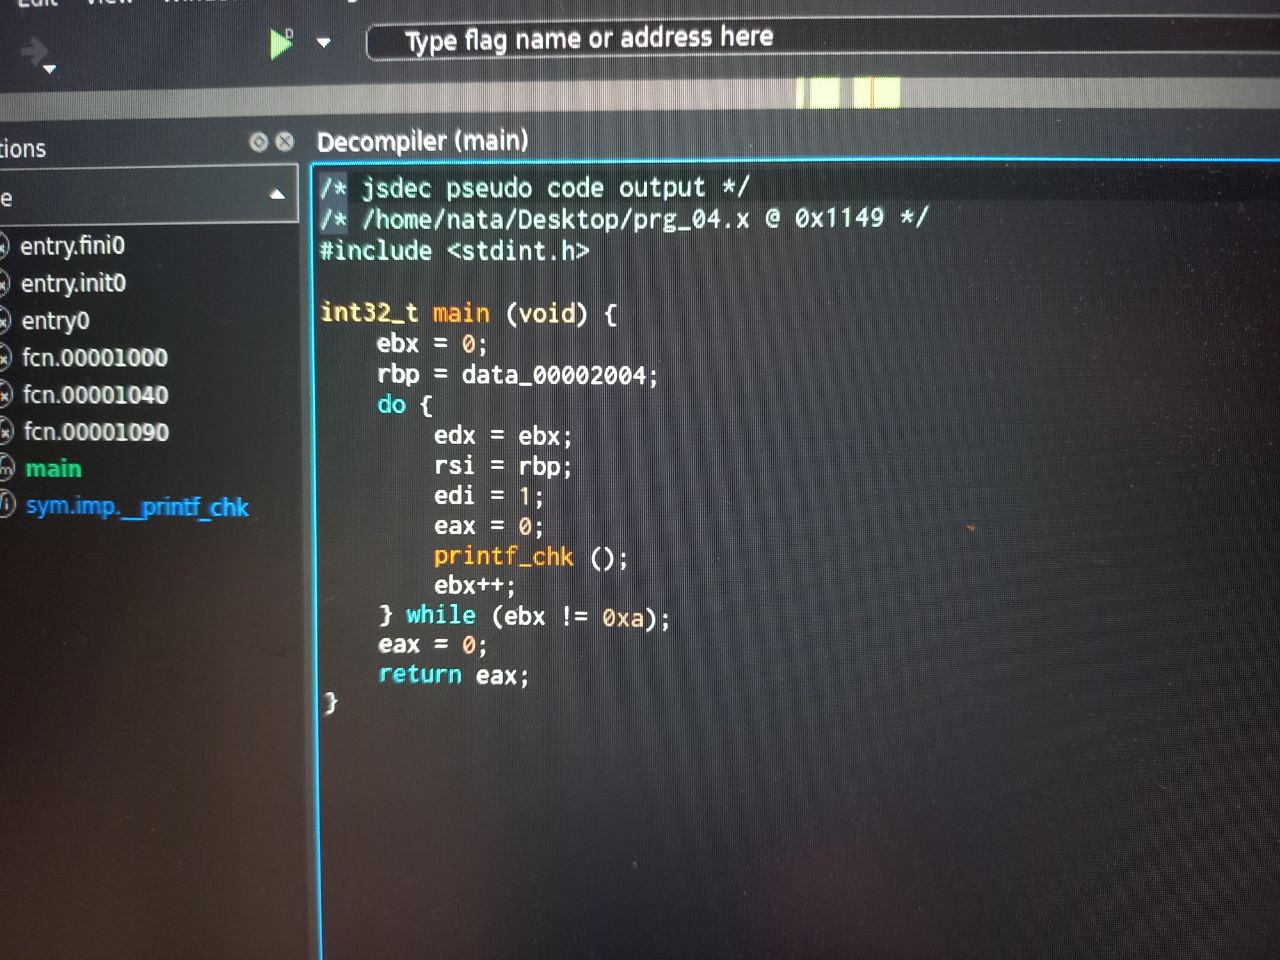 Edit View
Type flag name or address here
tions
Decompiler (main)
e
entry.fini0
entry.init0
entry0
fcn.00001000
fcn.00001040
fcn.00001090
main
sym.imp.__printf_chk
/* jsdec pseudo code output */
/* /home/nata/Desktop/prg_04.x @ 0x1149 */
#include <stdint.h>
int32_t main (void) {
ebx = 0;
rbp = data_00002004;
do {
edx = ebx;
rsi = rbp;
edi = 1;
eax = 0;
printf_chk ();
ebx++;
} while (ebx != 0xa);
eax = 0;
return eax;
}